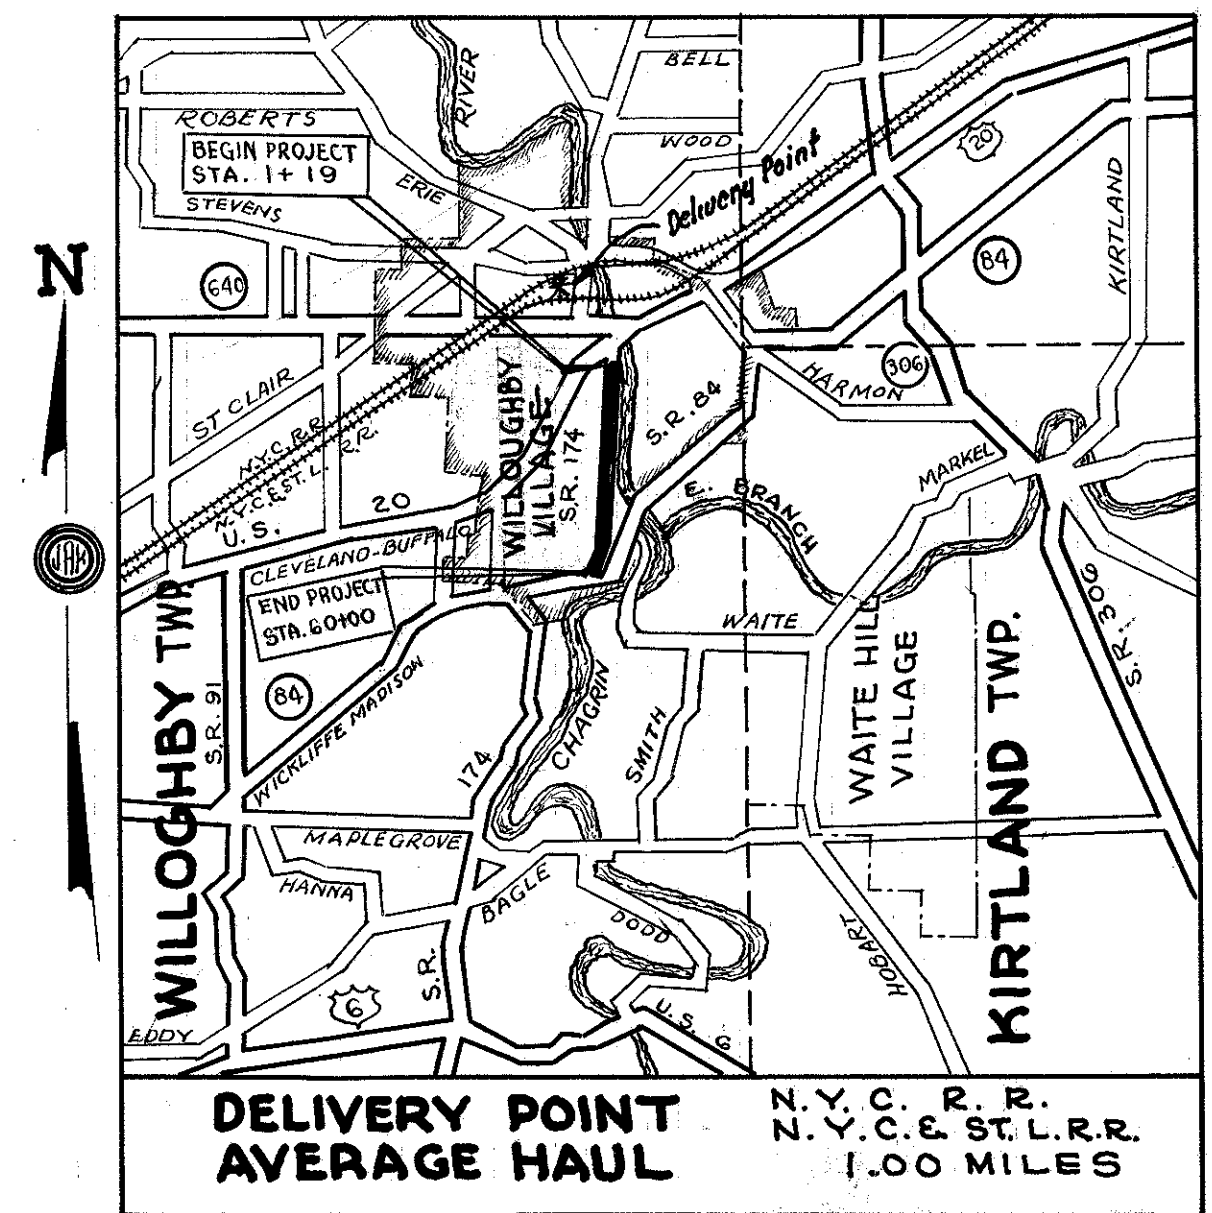 RIVER
BELL
ROBERTS
WOOD
BEGIN PROJECT
STA. 1+19
ERIE
STEVENS
Delivery Point
20
KIRTLAND
N
640
84
306
HARMON
ST CLAIR
WILLOUGHBY
VILLAGE
S.R. 174
S.R. 84
N.Y.C. R.R.
N.Y.C.&ST. L. R.R.
U.S. 20
MARKEL
E. BRANCH
CLEVELAND-BUFFALO
JAK
END PROJECT
STA. 60+00
WILLOGHBY TWP.
WAITE
WAITE HILL
VILLAGE
KIRTLAND TWP.
S.R. 306
S.R. 91
84
WICKLIFFE MADISON
CHAGRIN
SMITH
174
MAPLEGROVE
HANNA
BAGLE
DODD
HOBART
S.R.
6
EDDY
U.S. 6
DELIVERY POINT
AVERAGE HAUL
N.Y.C. R.R.
N.Y.C.& ST.L.R.R.
1.00 MILES